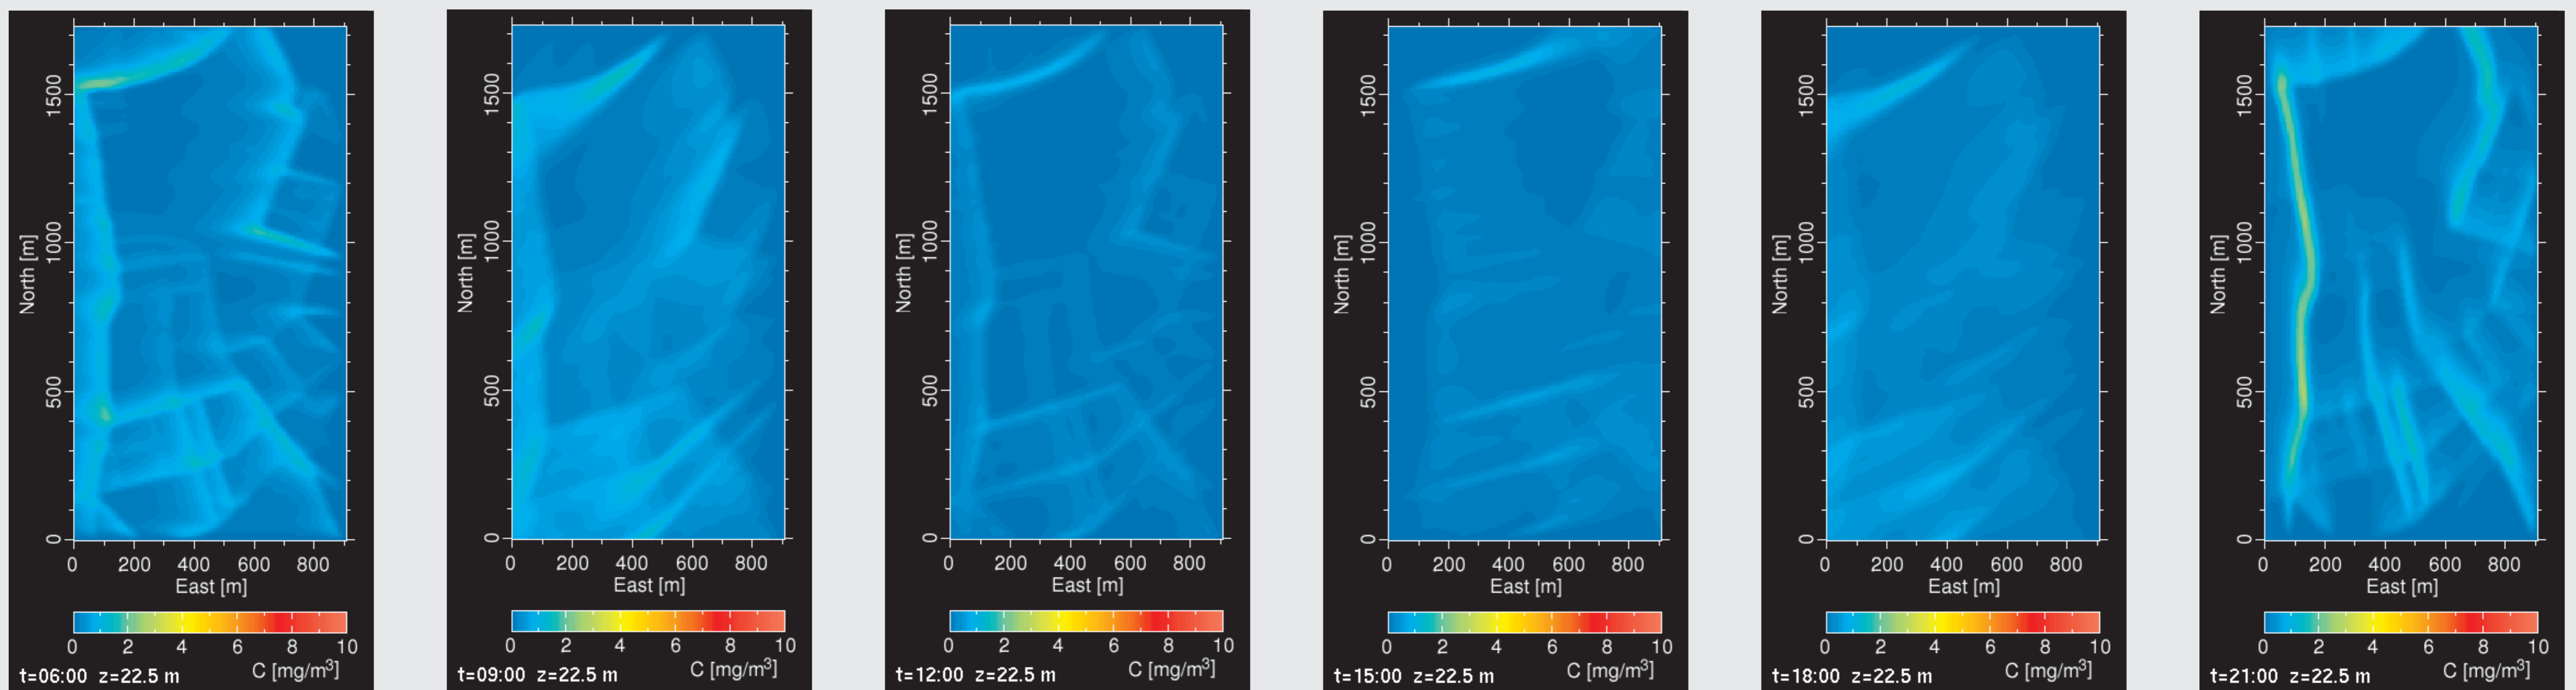 North [m]
1500
1000
500
0
0 200 400 600 800
East [m]
0 2 4 6 8 10
t=06:00 z=22.5 m C [mg/m³]
North [m]
1500
1000
500
0
0 200 400 600 800
East [m]
0 2 4 6 8 10
t=09:00 z=22.5 m C [mg/m³]
North [m]
1500
1000
500
0
0 200 400 600 800
East [m]
0 2 4 6 8 10
t=12:00 z=22.5 m C [mg/m³]
North [m]
1500
1000
500
0
0 200 400 600 800
East [m]
0 2 4 6 8 10
t=15:00 z=22.5 m C [mg/m³]
North [m]
1500
1000
500
0
0 200 400 600 800
East [m]
0 2 4 6 8 10
t=18:00 z=22.5 m C [mg/m³]
North [m]
1500
1000
500
0
0 200 400 600 800
East [m]
0 2 4 6 8 10
t=21:00 z=22.5 m C [mg/m³]